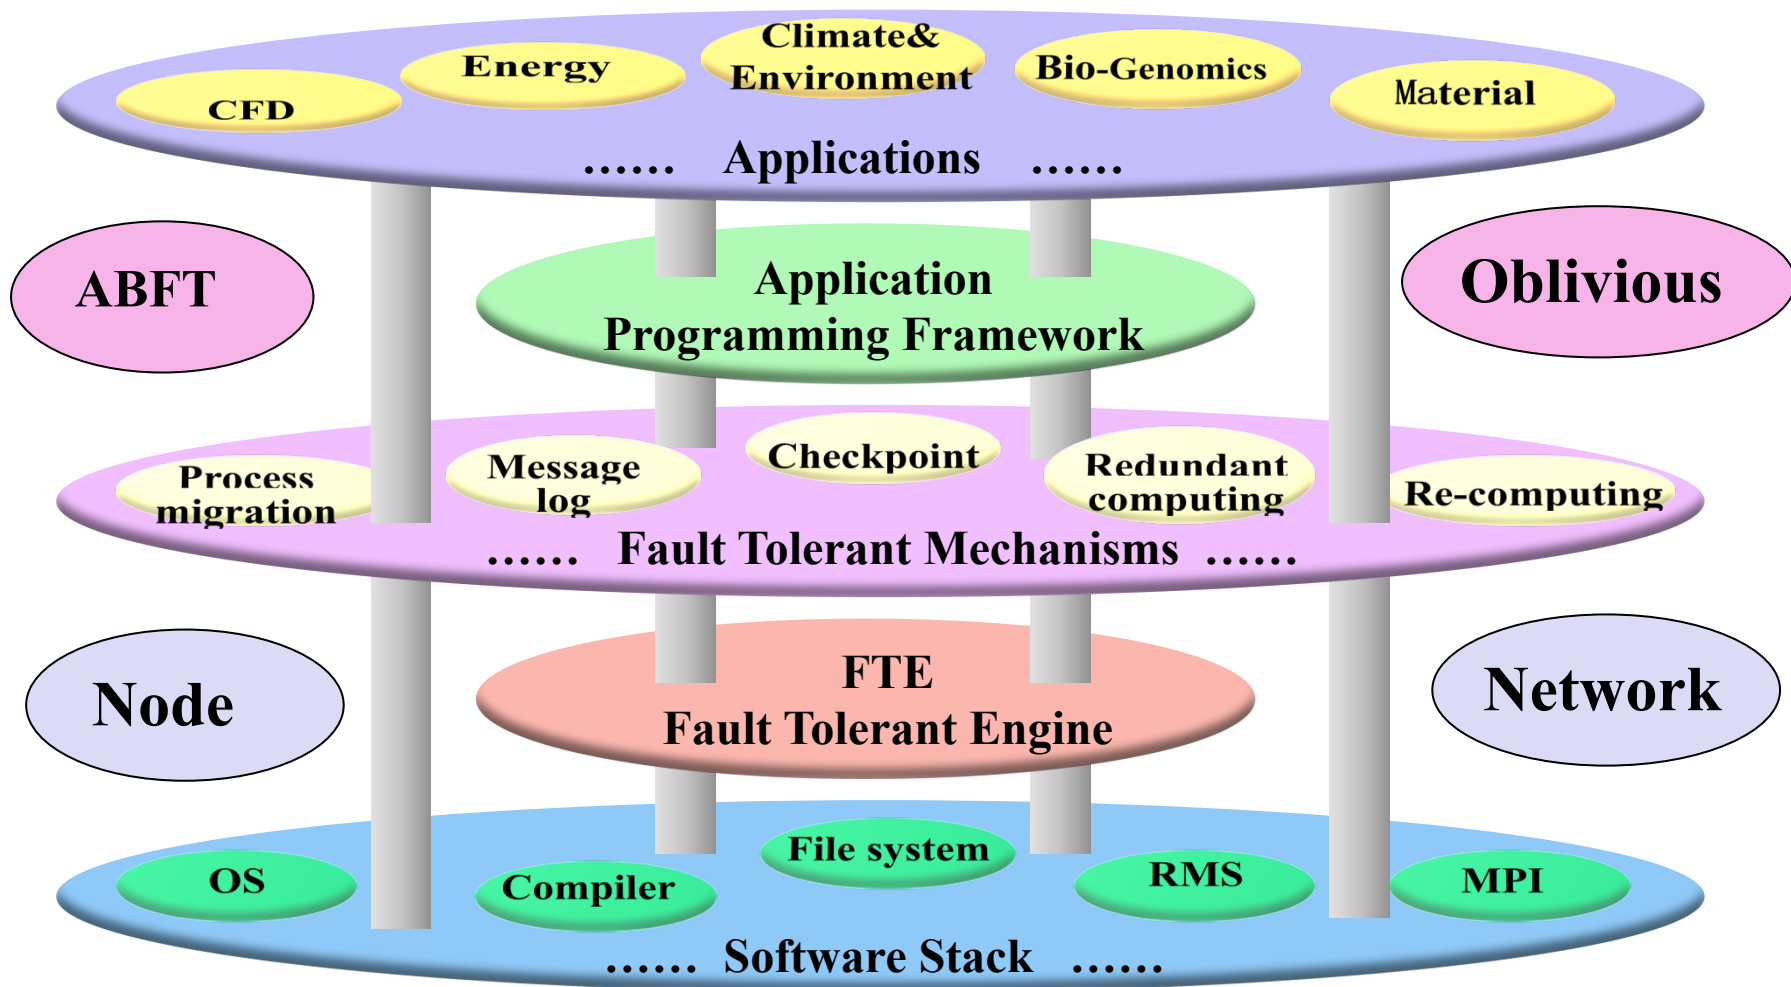 Climate&
Environment
Energy
Bio-Genomics
CFD
Material
...... Applications ......
ABFT
Oblivious
Application
Programming Framework
Process
migration
Message
log
Checkpoint
Redundant
computing
Re-computing
...... Fault Tolerant Mechanisms ......
Node
Network
FTE
Fault Tolerant Engine
OS
Compiler
File system
RMS
MPI
...... Software Stack ......